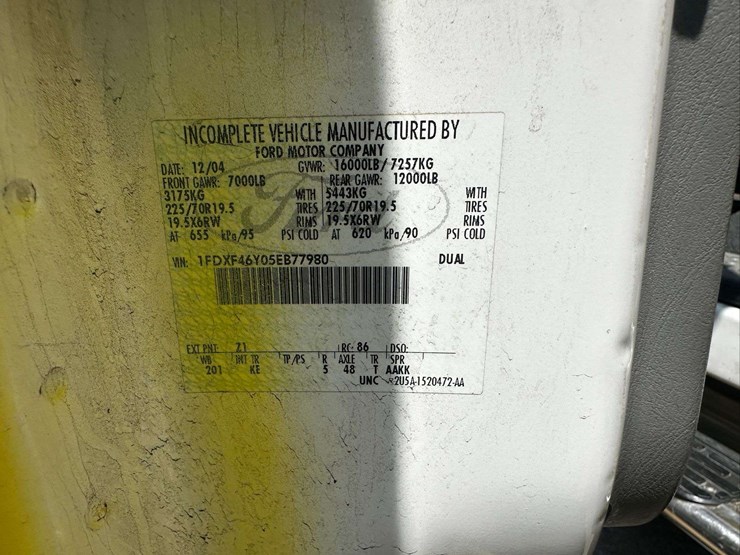 INCOMPLETE VEHICLE MANUFACTURED BY
FORD MOTOR COMPANY
DATE: 12/04 GVWR: 16000LB/7257KG
FRONT GAWR: 7000LB REAR GAWR: 12000LB
3175KG WITH 5443KG WITH
225/70R19.5 TIRES 225/70R19.5 TIRES
19.5X6RW RIMS 19.5X6RW RIMS
AT 655 kPa/95 PSI COLD AT 620 kPa/90 PSI COLD
VIN: 1FDXF46Y05EB77980 DUAL
EXT PNT: Z1 RC: 86 DSO:
WB INT TR TP/PS R AXLE TR SPR
201 KE 5 48 T AAKK
UNC 2U5A-1520472-AA
Ford